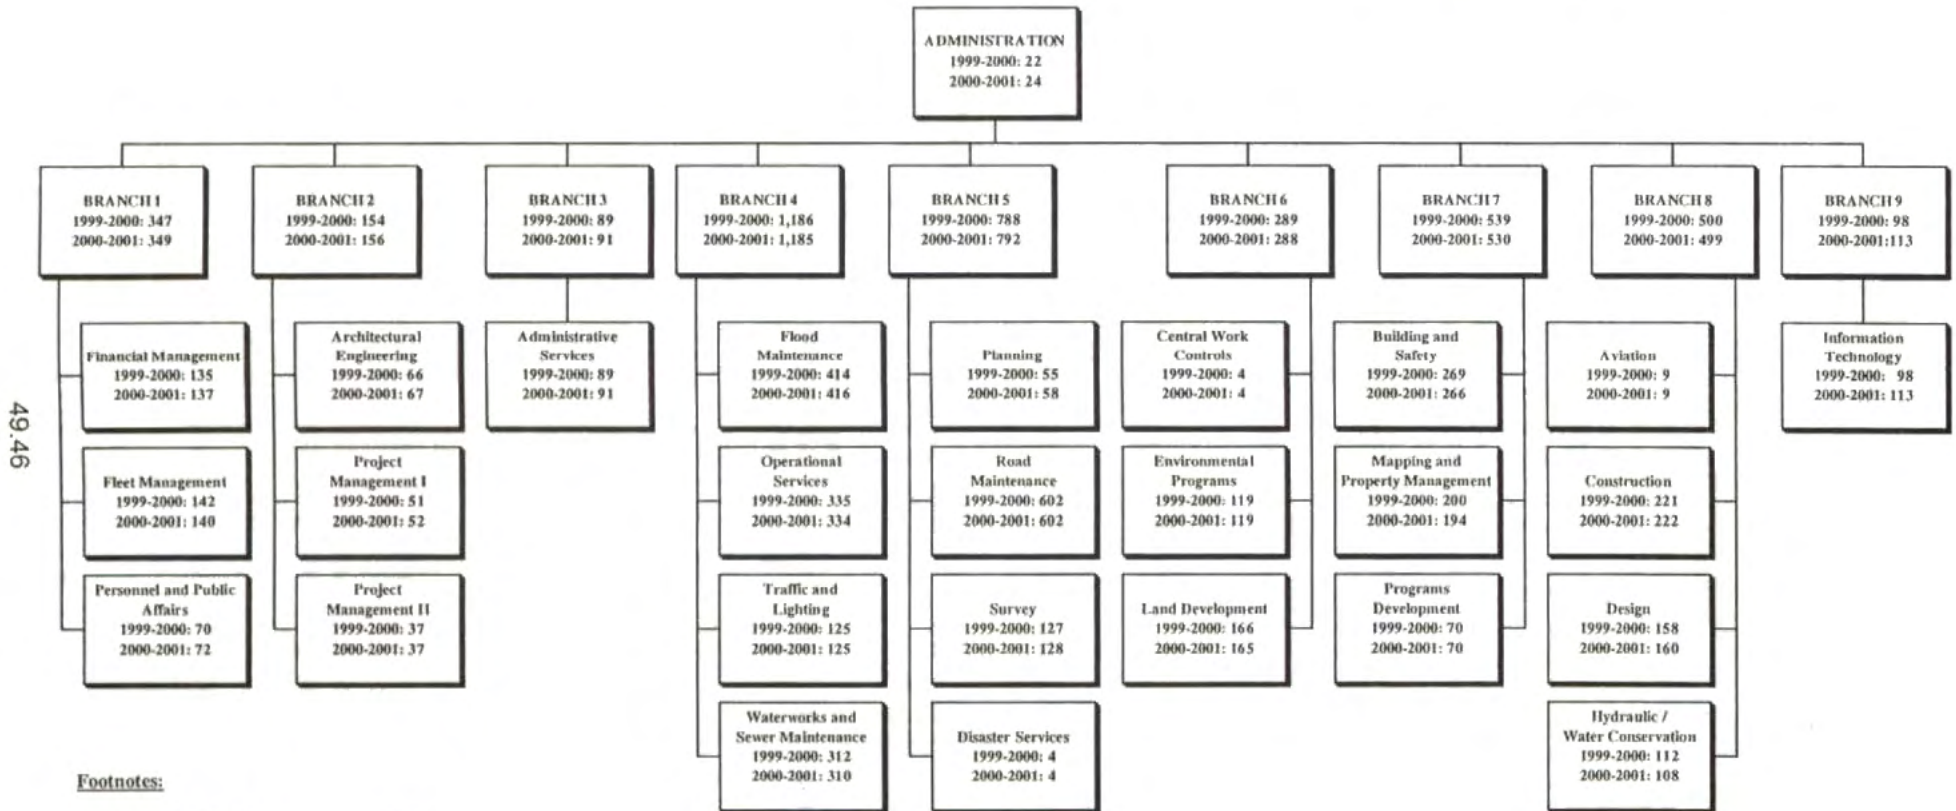 ADMINISTRATION
1999-2000: 22
2000-2001: 24
BRANCH 1
1999-2000: 347
2000-2001: 349
BRANCH 2
1999-2000: 154
2000-2001: 156
BRANCH 3
1999-2000: 89
2000-2001: 91
BRANCH 4
1999-2000: 1,186
2000-2001: 1,185
BRANCH 5
1999-2000: 788
2000-2001: 792
BRANCH 6
1999-2000: 289
2000-2001: 288
BRANCH 7
1999-2000: 539
2000-2001: 530
BRANCH 8
1999-2000: 500
2000-2001: 499
BRANCH 9
1999-2000: 98
2000-2001:113
Financial Management
1999-2000: 135
2000-2001: 137
Fleet Management
1999-2000: 142
2000-2001: 140
Personnel and Public
Affairs
1999-2000: 70
2000-2001: 72
Architectural
Engineering
1999-2000: 66
2000-2001: 67
Project
Management I
1999-2000: 51
2000-2001: 52
Project
Management II
1999-2000: 37
2000-2001: 37
Administrative
Services
1999-2000: 89
2000-2001: 91
Flood
Maintenance
1999-2000: 414
2000-2001: 416
Operational
Services
1999-2000: 335
2000-2001: 334
Traffic and
Lighting
1999-2000: 125
2000-2001: 125
Waterworks and
Sewer Maintenance
1999-2000: 312
2000-2001: 310
Planning
1999-2000: 55
2000-2001: 58
Road
Maintenance
1999-2000: 602
2000-2001: 602
Survey
1999-2000: 127
2000-2001: 128
Disaster Services
1999-2000: 4
2000-2001: 4
Central Work
Controls
1999-2000: 4
2000-2001: 4
Environmental
Programs
1999-2000: 119
2000-2001: 119
Land Development
1999-2000: 166
2000-2001: 165
Building and
Safety
1999-2000: 269
2000-2001: 266
Mapping and
Property Management
1999-2000: 200
2000-2001: 194
Programs
Development
1999-2000: 70
2000-2001: 70
Aviation
1999-2000: 9
2000-2001: 9
Construction
1999-2000: 221
2000-2001: 222
Design
1999-2000: 158
2000-2001: 160
Hydraulic /
Water Conservation
1999-2000: 112
2000-2001: 108
Information
Technology
1999-2000: 98
2000-2001: 113
49.46
Footnotes: